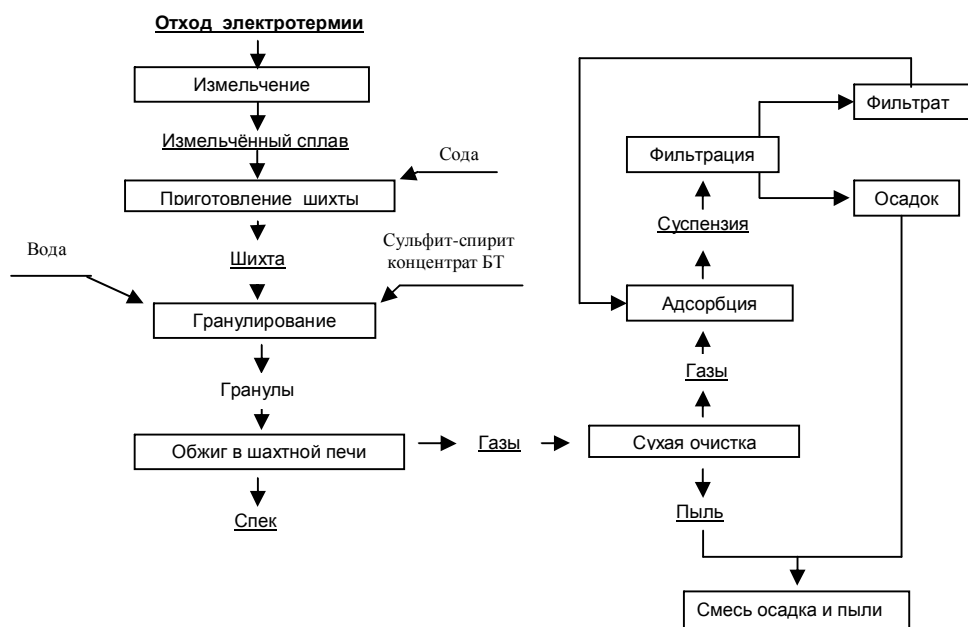 Отход электротермии
Измельчение
Измельчённый сплав
Сода
Приготовление шихты
Шихта
Вода
Сульфит-спирит
концентрат БТ
Гранулирование
Гранулы
Обжиг в шахтной печи
Спек
Газы
Сухая очистка
Газы
Адсорбция
Суспензия
Фильтрация
Фильтрат
Осадок
Пыль
Смесь осадка и пыли